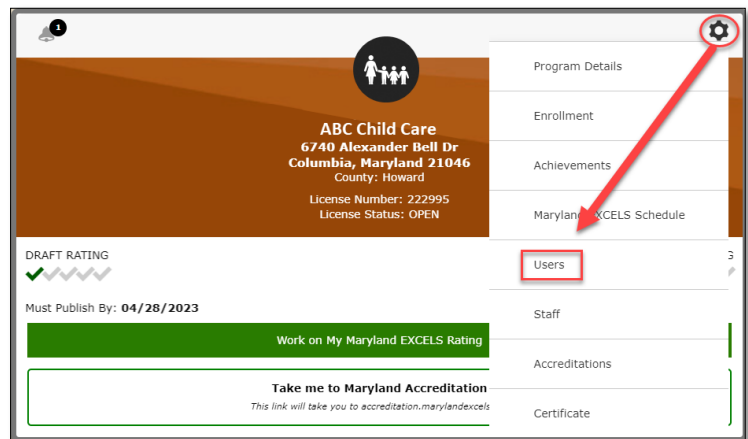 1
ABC Child Care
6740 Alexander Bell Dr
Columbia, Maryland 21046
County: Howard
License Number: 222995
License Status: OPEN
DRAFT RATING
Must Publish By: 04/28/2023
Work on My Maryland EXCELS Rating
Take me to Maryland Accreditation
This link will take you to accreditation.marylandexcels
Program Details
Enrollment
Achievements
Maryland EXCELS Schedule
Users
Staff
Accreditations
Certificate